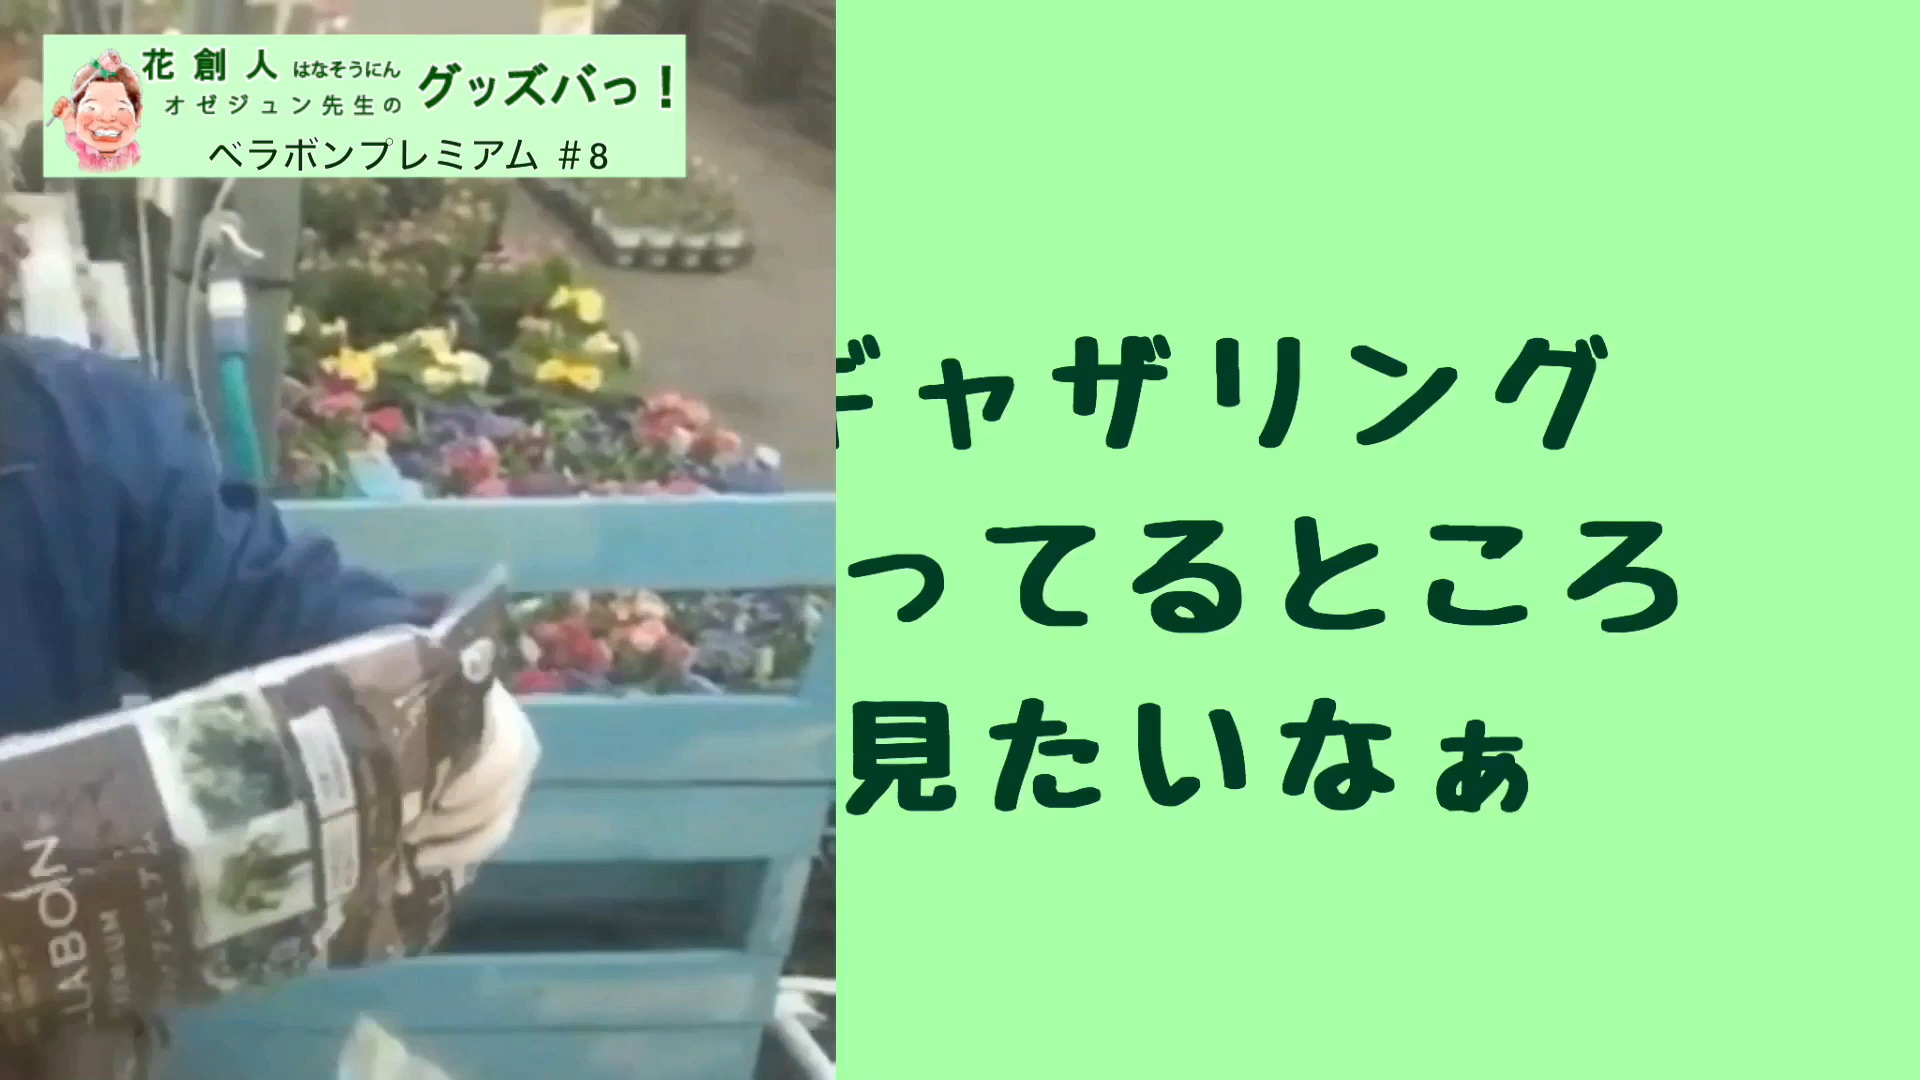 花創人 はなそうにん
オゼジュン先生の
グッズバっ！
ベラボンプレミアム #8
ギャザリング
ってるところ
見たいなぁ
LABON